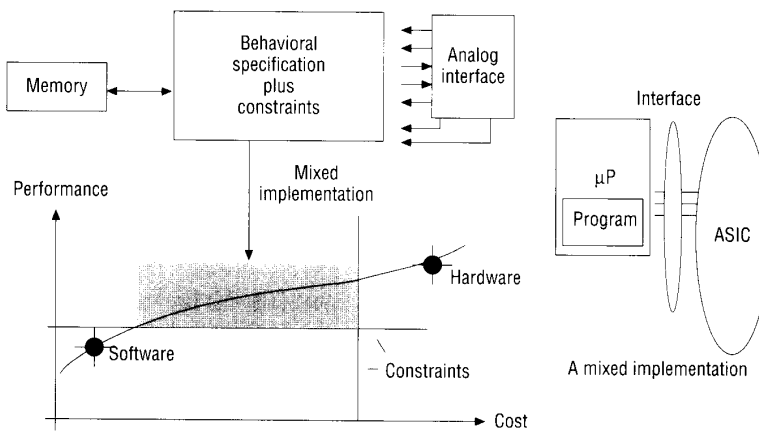 Memory
Behavioral
specification
plus
constraints
Analog
interface
Interface
μP
Program
ASIC
A mixed implementation
Performance
Mixed
implementation
Hardware
Software
Constraints
Cost